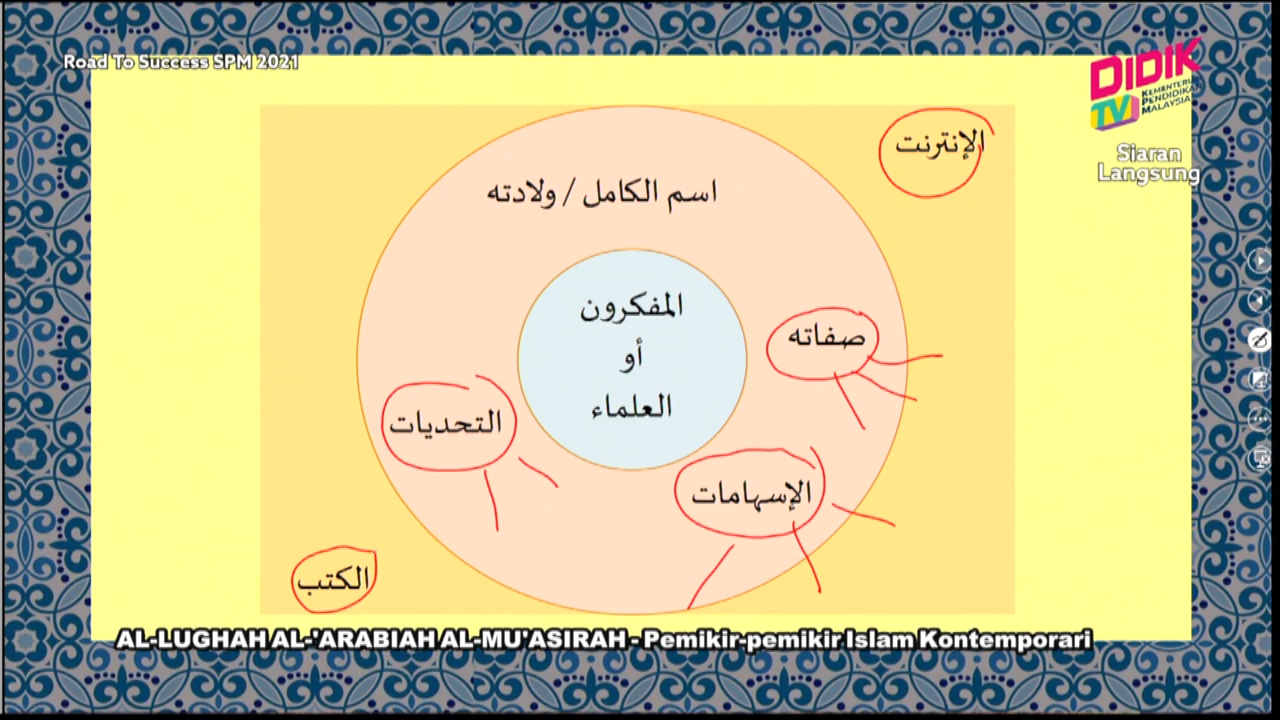 Road To Success SPM 2021
DIDIK
TV
KEMENTERIAN
PENDIDIKAN
MALAYSIA
Siaran
Langsung
الإنترنت
اسم الكامل / ولادته
المفكرون
أو
العلماء
صفاته
التحديات
الإسهامات
الكتب
AL-LUGHAH AL-'ARABIAH AL-MU'ASIRAH - Pemikir-pemikir Islam Kontemporari